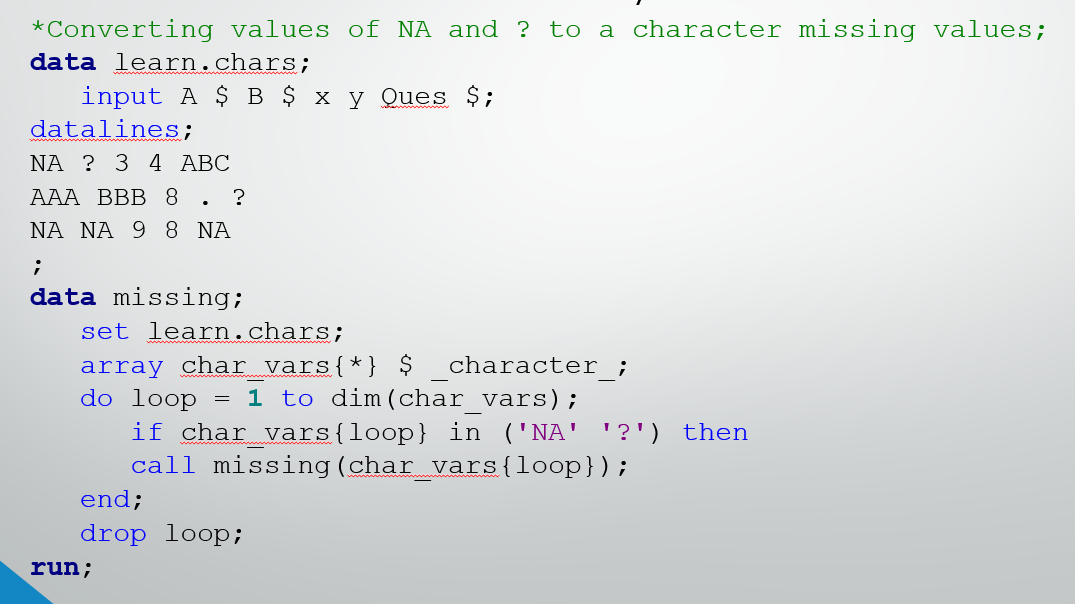 *Converting values of NA and ? to a character missing values;
data learn.chars;
input A $ B $ x y Ques $;
datalines;
NA ? 3 4 ABC
AAA BBB 8 . ?
NA NA 9 8 NA
;
data missing;
set learn.chars;
array char_vars{*} $ _character_;
do loop = 1 to dim(char_vars);
if char_vars{loop} in ('NA' '?') then
call missing(char_vars{loop});
end;
drop loop;
run;